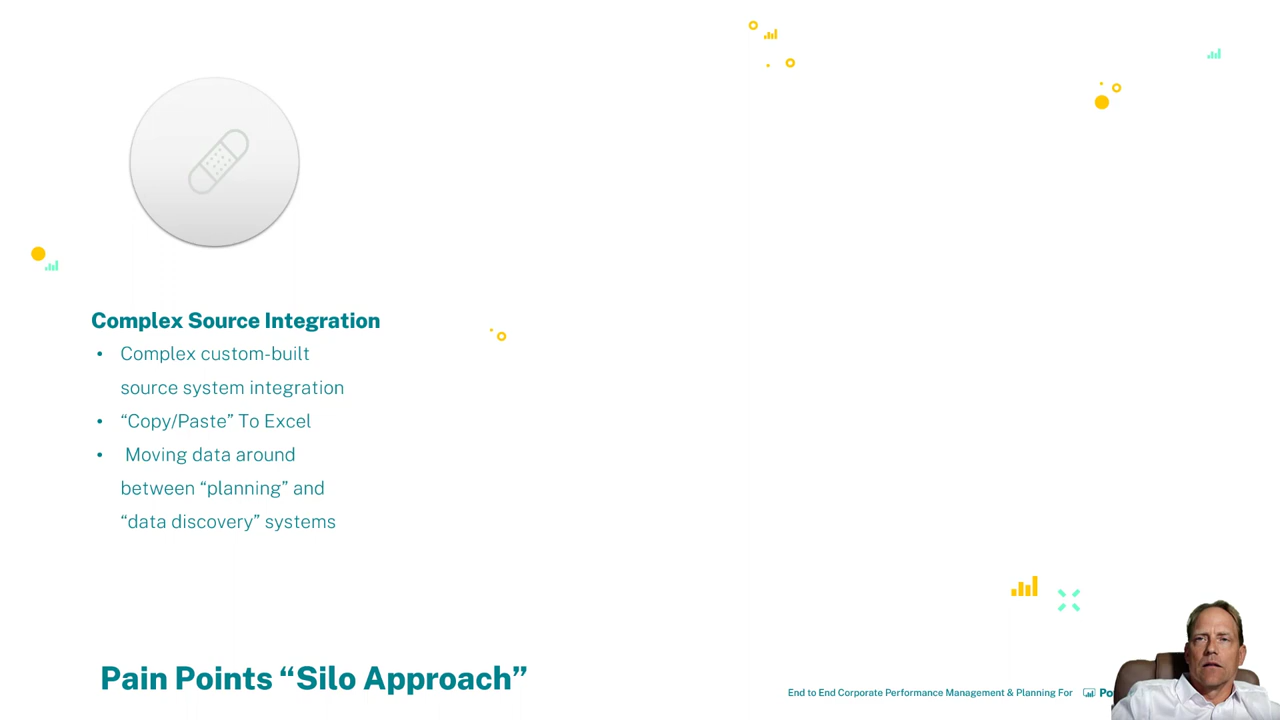 Complex Source Integration
• Complex custom-built
source system integration
• “Copy/Paste” To Excel
• Moving data around
between “planning” and
“data discovery” systems
Pain Points “Silo Approach”
End to End Corporate Performance Management & Planning For